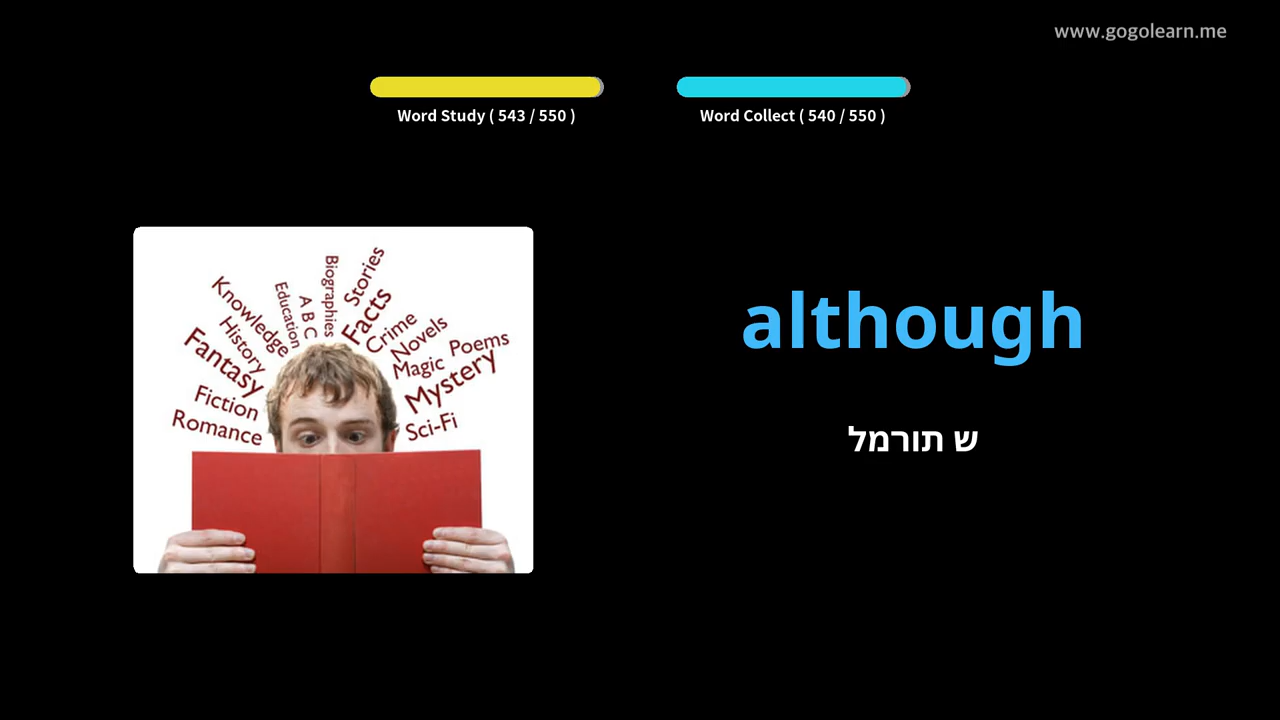 www.gogolearn.me
Word Study ( 543 / 550 )
Word Collect ( 540 / 550 )
Biographies
Stories
Education
A B C
Facts
Knowledge
History
Crime
Novels
Poems
Fantasy
Magic
Mystery
Fiction
Romance
Sci-Fi
although
ש תורמל